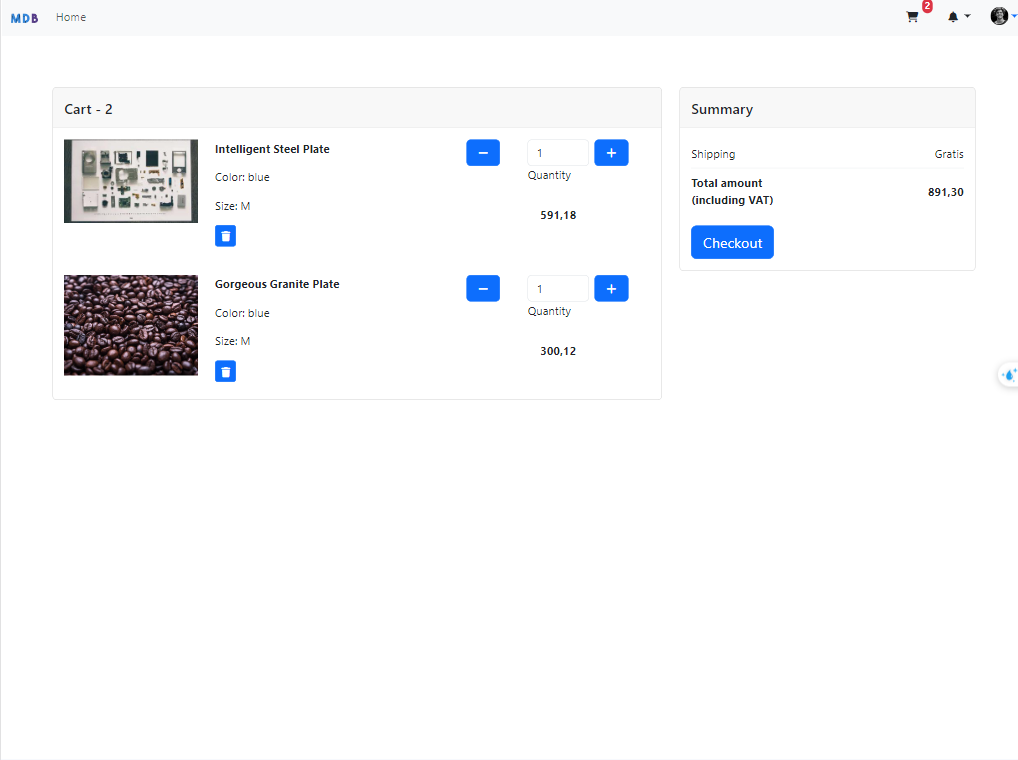 MDB
Home
2
Cart - 2
Intelligent Steel Plate
Color: blue
Size: M
1
Quantity
591,18
Gorgeous Granite Plate
Color: blue
Size: M
1
Quantity
300,12
Summary
Shipping Gratis
Total amount
(including VAT) 891,30
Checkout